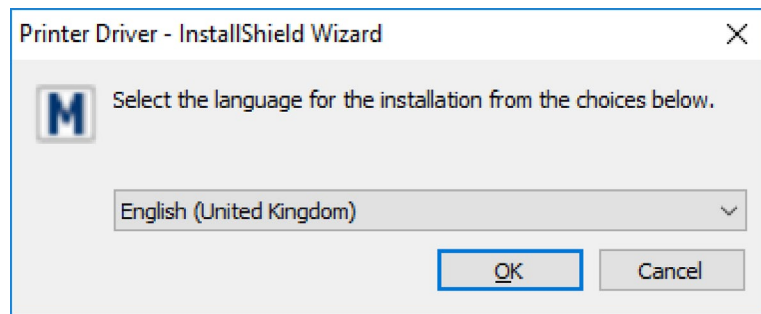 Printer Driver - InstallShield Wizard
M
Select the language for the installation from the choices below.
English (United Kingdom)
OK
Cancel